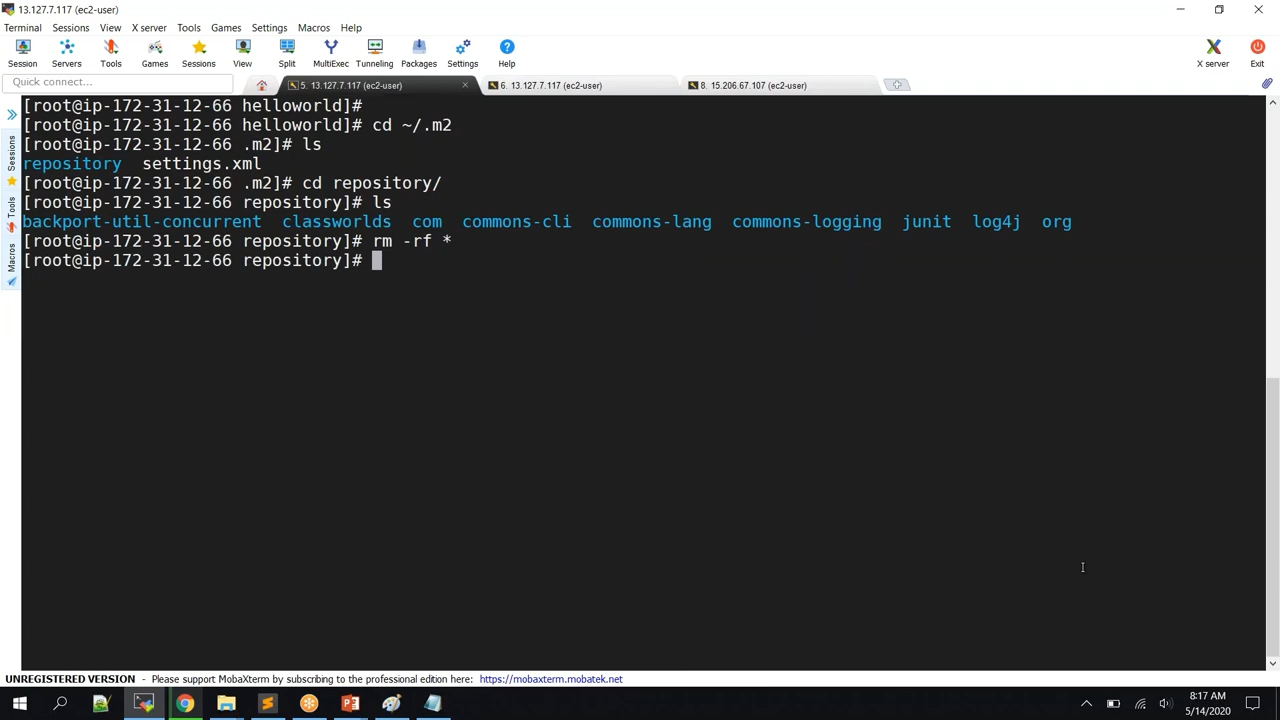 13.127.7.117 (ec2-user)
Terminal Sessions View X server Tools Games Settings Macros Help
Session Servers Tools Games Sessions View Split MultiExec Tunneling Packages Settings Help X server Exit
Quick connect... 5. 13.127.7.117 (ec2-user) 6. 13.127.7.117 (ec2-user) 8. 15.206.67.107 (ec2-user)
Sessions
Tools
Macros
[root@ip-172-31-12-66 helloworld]#
[root@ip-172-31-12-66 helloworld]# cd ~/.m2
[root@ip-172-31-12-66 .m2]# ls
repository settings.xml
[root@ip-172-31-12-66 .m2]# cd repository/
[root@ip-172-31-12-66 repository]# ls
backport-util-concurrent classworlds com commons-cli commons-lang commons-logging junit log4j org
[root@ip-172-31-12-66 repository]# rm -rf *
[root@ip-172-31-12-66 repository]#
UNREGISTERED VERSION - Please support MobaXterm by subscribing to the professional edition here: https://mobaxterm.mobatek.net
8:17 AM
5/14/2020